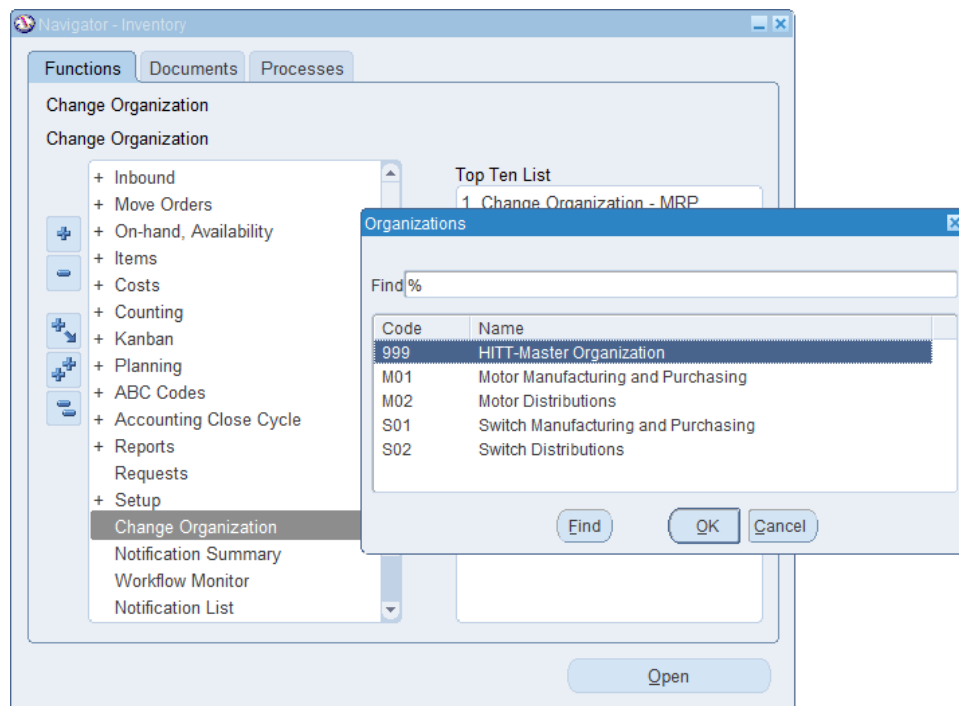 Navigator - Inventory
Functions Documents Processes
Change Organization
Change Organization
+ Inbound
+ Move Orders
+ On-hand, Availability
+ Items
+ Costs
+ Counting
+ Kanban
+ Planning
+ ABC Codes
+ Accounting Close Cycle
+ Reports
Requests
+ Setup
Change Organization
Notification Summary
Workflow Monitor
Notification List
Top Ten List
1. Change Organization - MRP
Organizations
Find %
Code Name
999 HITT-Master Organization
M01 Motor Manufacturing and Purchasing
M02 Motor Distributions
S01 Switch Manufacturing and Purchasing
S02 Switch Distributions
Find OK Cancel
Open